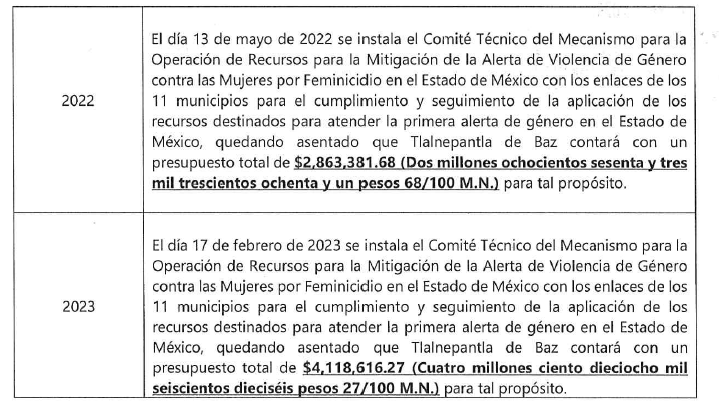 2022
El día 13 de mayo de 2022 se instala el Comité Técnico del Mecanismo para la
Operación de Recursos para la Mitigación de la Alerta de Violencia de Género
contra las Mujeres por Feminicidio en el Estado de México con los enlaces de los
11 municipios para el cumplimiento y seguimiento de la aplicación de los
recursos destinados para atender la primera alerta de género en el Estado de
México, quedando asentado que Tlalnepantla de Baz contará con un
presupuesto total de $2,863,381.68 (Dos millones ochocientos sesenta y tres
mil trescientos ochenta y un pesos 68/100 M.N.) para tal propósito.
2023
El día 17 de febrero de 2023 se instala el Comité Técnico del Mecanismo para la
Operación de Recursos para la Mitigación de la Alerta de Violencia de Género
contra las Mujeres por Feminicidio en el Estado de México con los enlaces de los
11 municipios para el cumplimiento y seguimiento de la aplicación de los
recursos destinados para atender la primera alerta de género en el Estado de
México, quedando asentado que Tlalnepantla de Baz contará con un
presupuesto total de $4,118,616.27 (Cuatro millones ciento dieciocho mil
seiscientos dieciséis pesos 27/100 M.N.) para tal propósito.